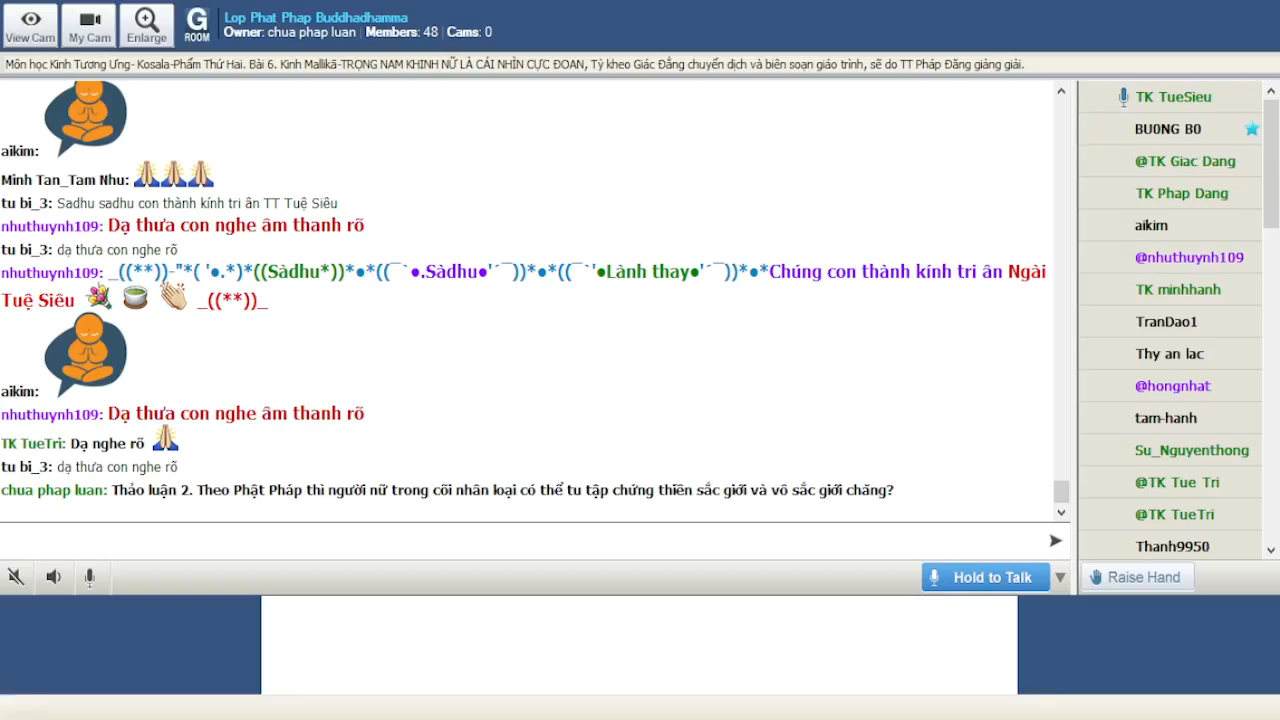 View Cam
My Cam
Enlarge
G
ROOM
Lop Phat Phap Buddhadhamma
Owner: chua phap luan | Members: 48 | Cams: 0
Môn học Kinh Tương Ưng- Kosala-Phẩm Thứ Hai. Bài 6. Kinh Mallikā-TRỌNG NAM KHINH NỮ LÀ CÁI NHÌN CỰC ĐOAN, Tỳ kheo Giác Đẳng chuyển dịch và biên soạn giáo trình, sẽ do TT Pháp Đăng giảng giải.
aikim:
Minh Tan_Tam Nhu:
tu bi_3: Sadhu sadhu con thành kính tri ân TT Tuệ Siêu
nhuthuynh109: Dạ thưa con nghe âm thanh rõ
tu bi_3: dạ thưa con nghe rõ
nhuthuynh109: _((**))-"*( '●.*)*((Sàdhu*))*●*((¯`●.Sàdhu●'´¯))*●*((¯`'●Lành thay●'´¯))*●*Chúng con thành kính tri ân Ngài
Tuệ Siêu _((**))_
aikim:
nhuthuynh109: Dạ thưa con nghe âm thanh rõ
TK TueTri: Dạ nghe rõ
tu bi_3: dạ thưa con nghe rõ
chua phap luan: Thảo luận 2. Theo Phật Pháp thì người nữ trong cõi nhân loại có thể tu tập chứng thiền sắc giới và vô sắc giới chăng?
Hold to Talk
TK TueSieu
BU0NG B0
@TK Giac Dang
TK Phap Dang
aikim
@nhuthuynh109
TK minhhanh
TranDao1
Thy an lac
@hongnhat
tam-hanh
Su_Nguyenthong
@TK Tue Tri
@TK TueTri
Thanh9950
Raise Hand